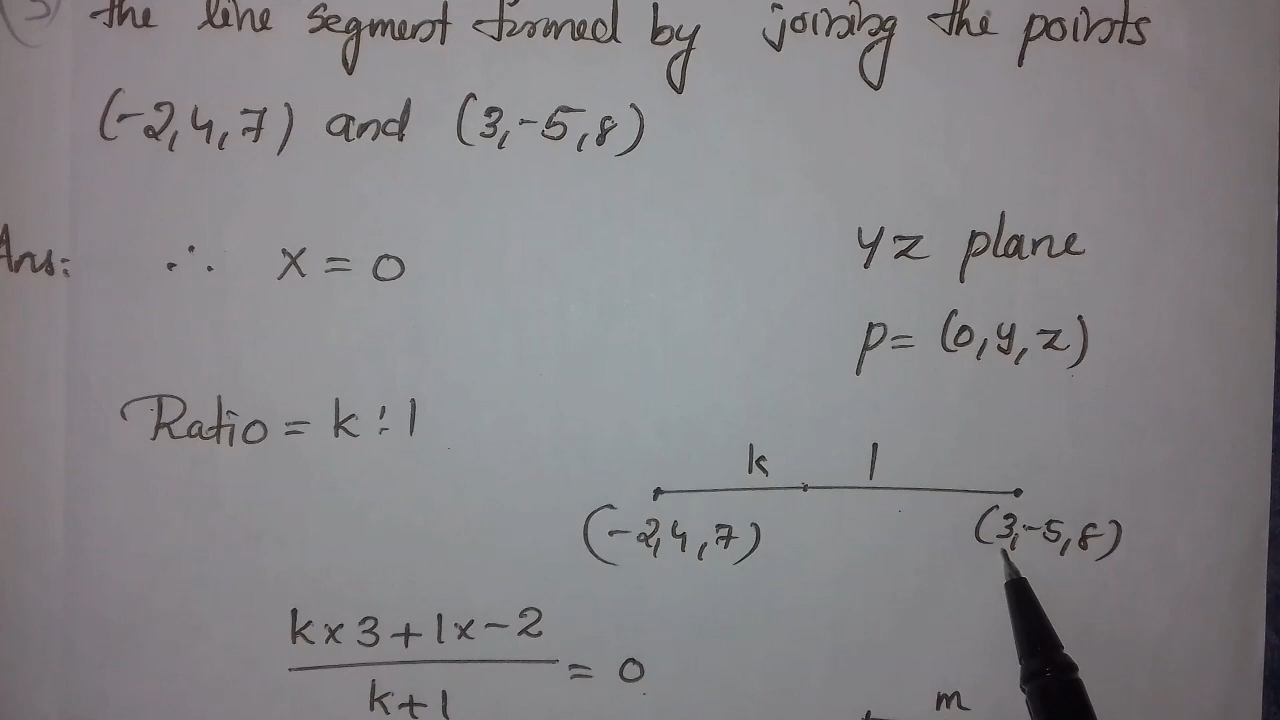 3) the line segment formed by joining the points
(-2,4,7) and (3,-5,8)
Ans: ∴ x = 0
yz plane
p= (0,y,z)
Ratio = k:1
k 1
(-2,4,7) (3,-5,8)
k×3+1×-2
= 0
k+1
m